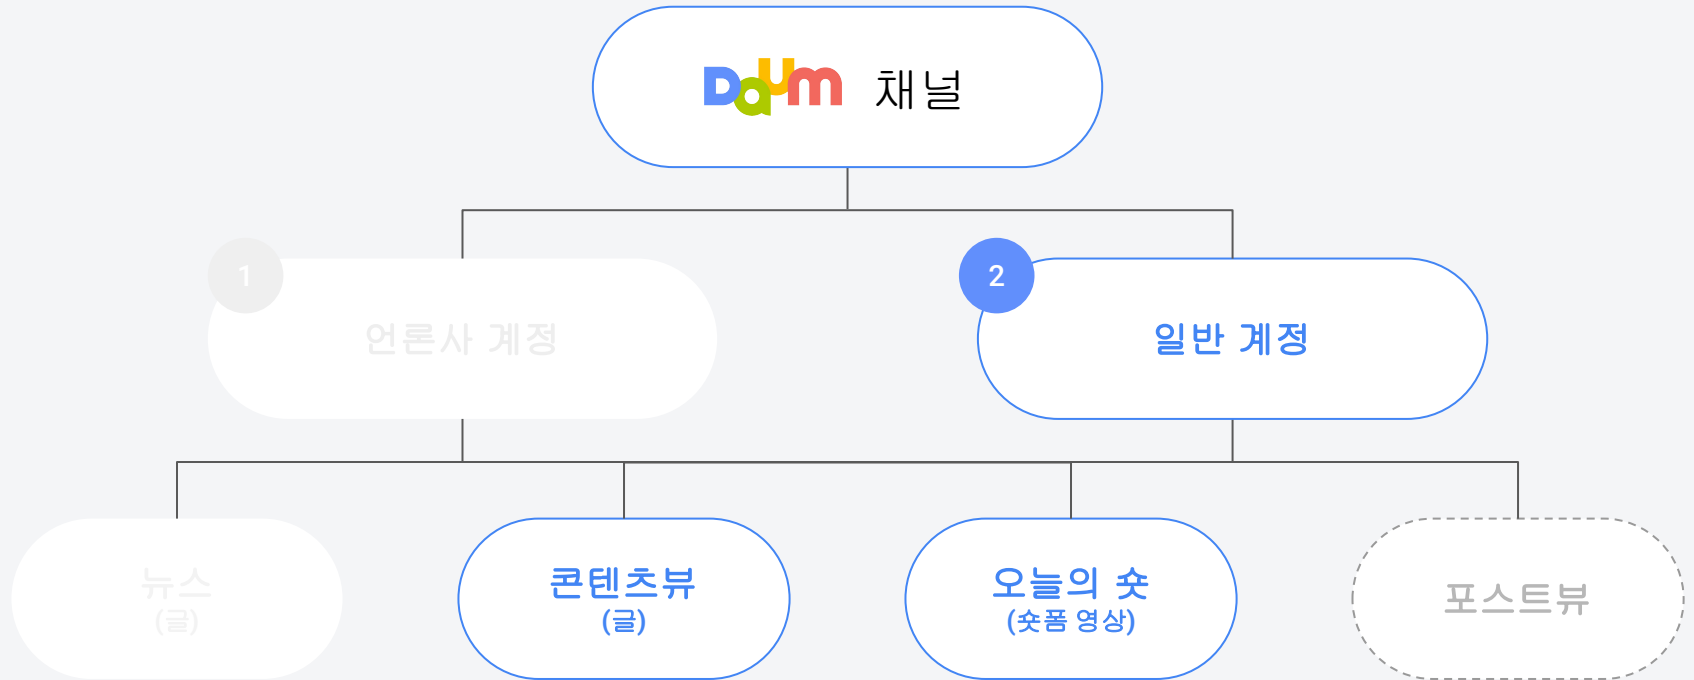 Daum 채널
1
언론사 계정
2
일반 계정
뉴스
(글)
콘텐츠뷰
(글)
오늘의 숏
(숏폼 영상)
포스트뷰